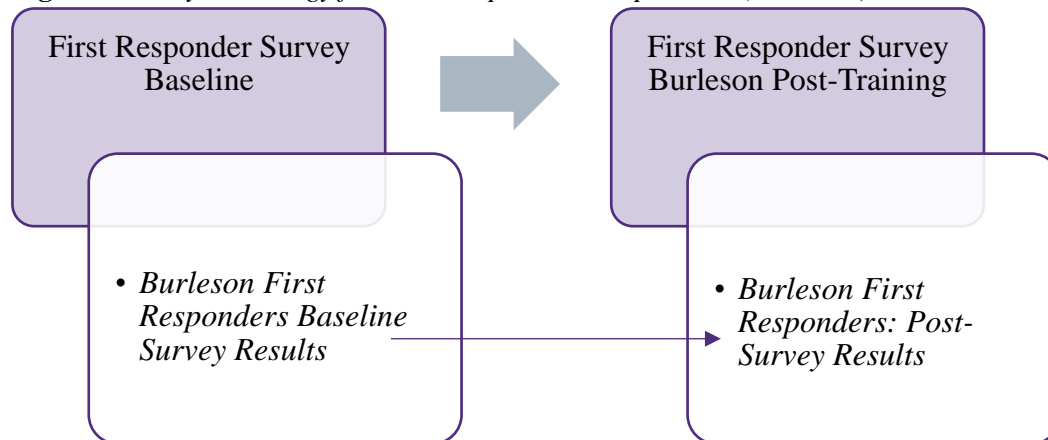 First Responder Survey
Baseline
First Responder Survey
Burleson Post-Training
• Burleson First
Responders Baseline
Survey Results
• Burleson First
Responders: Post-
Survey Results